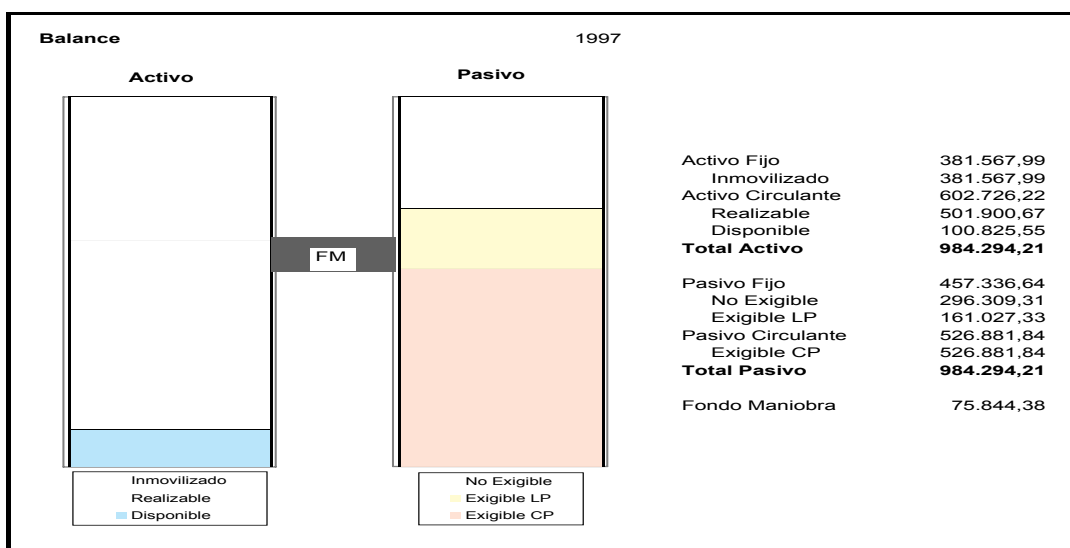 Balance 1997
Activo Pasivo
FM
Inmovilizado
Realizable
Disponible
No Exigible
Exigible LP
Exigible CP
Activo Fijo 381.567,99
Inmovilizado 381.567,99
Activo Circulante 602.726,22
Realizable 501.900,67
Disponible 100.825,55
Total Activo 984.294,21
Pasivo Fijo 457.336,64
No Exigible 296.309,31
Exigible LP 161.027,33
Pasivo Circulante 526.881,84
Exigible CP 526.881,84
Total Pasivo 984.294,21
Fondo Maniobra 75.844,38